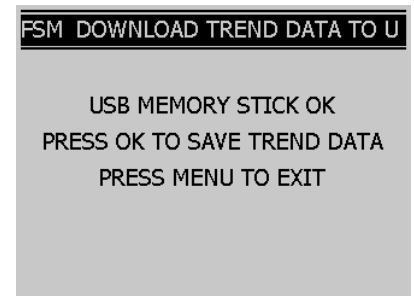 FSM DOWNLOAD TREND DATA TO U
USB MEMORY STICK OK
PRESS OK TO SAVE TREND DATA
PRESS MENU TO EXIT